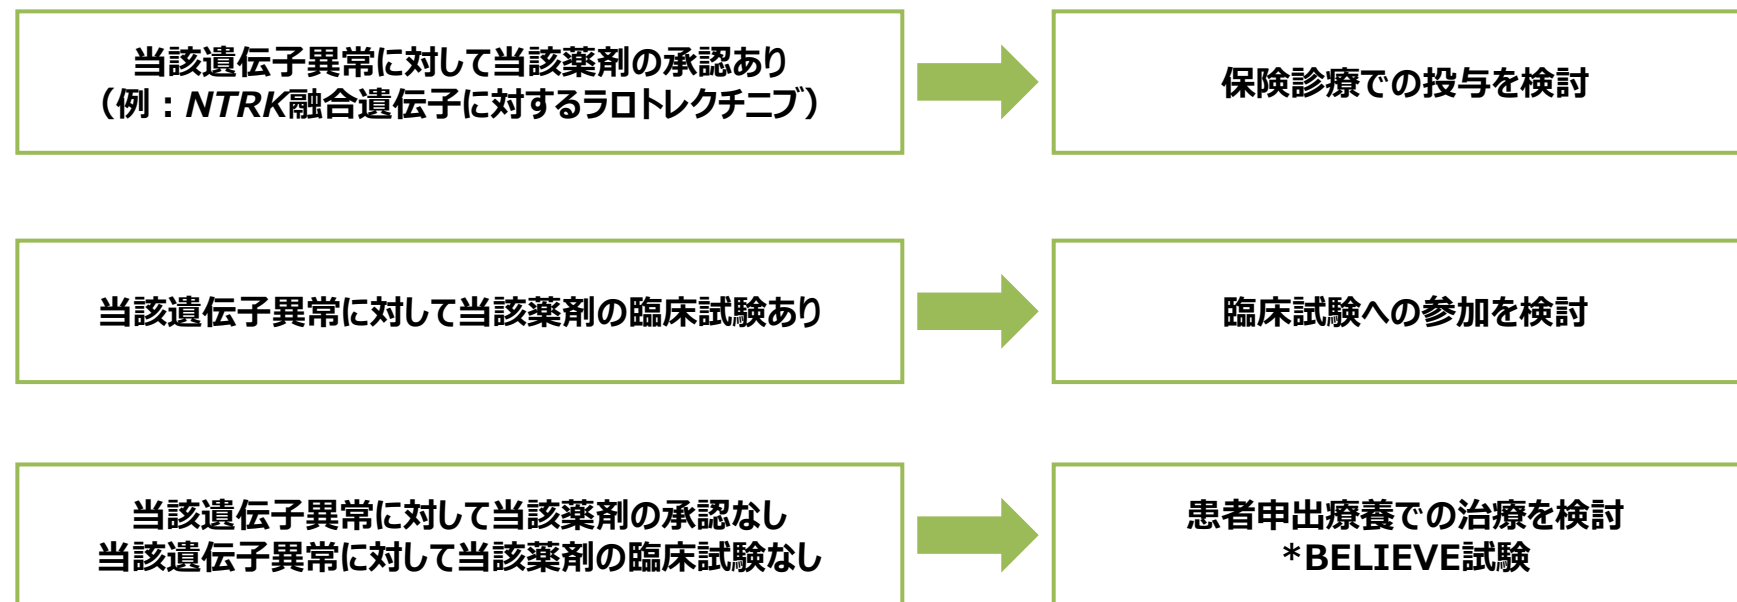 当該遺伝子異常に対して当該薬剤の承認あり
（例：NTRK融合遺伝子に対するラロトレクチニブ）
保険診療での投与を検討
当該遺伝子異常に対して当該薬剤の臨床試験あり
臨床試験への参加を検討
当該遺伝子異常に対して当該薬剤の承認なし
当該遺伝子異常に対して当該薬剤の臨床試験なし
患者申出療養での治療を検討
*BELIEVE試験